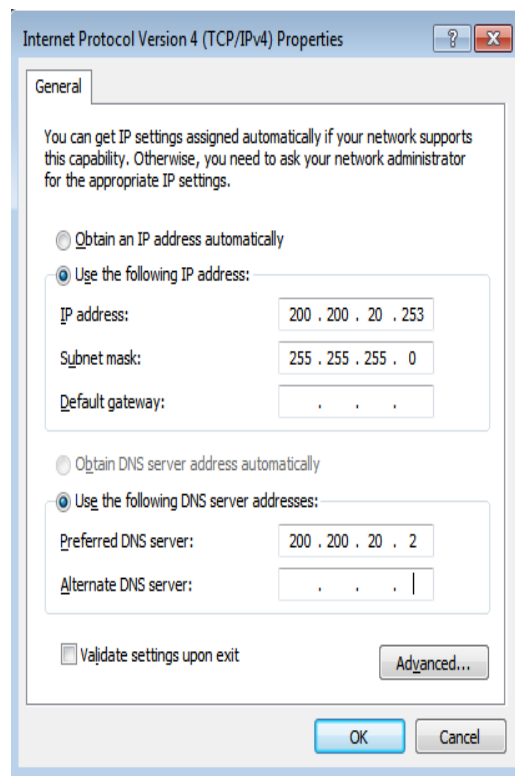 Internet Protocol Version 4 (TCP/IPv4) Properties
General
You can get IP settings assigned automatically if your network supports
this capability. Otherwise, you need to ask your network administrator
for the appropriate IP settings.
Obtain an IP address automatically
Use the following IP address:
IP address: 200 . 200 . 20 . 253
Subnet mask: 255 . 255 . 255 . 0
Default gateway: . . .
Obtain DNS server address automatically
Use the following DNS server addresses:
Preferred DNS server: 200 . 200 . 20 . 2
Alternate DNS server: . . .
Validate settings upon exit
Advanced...
OK Cancel